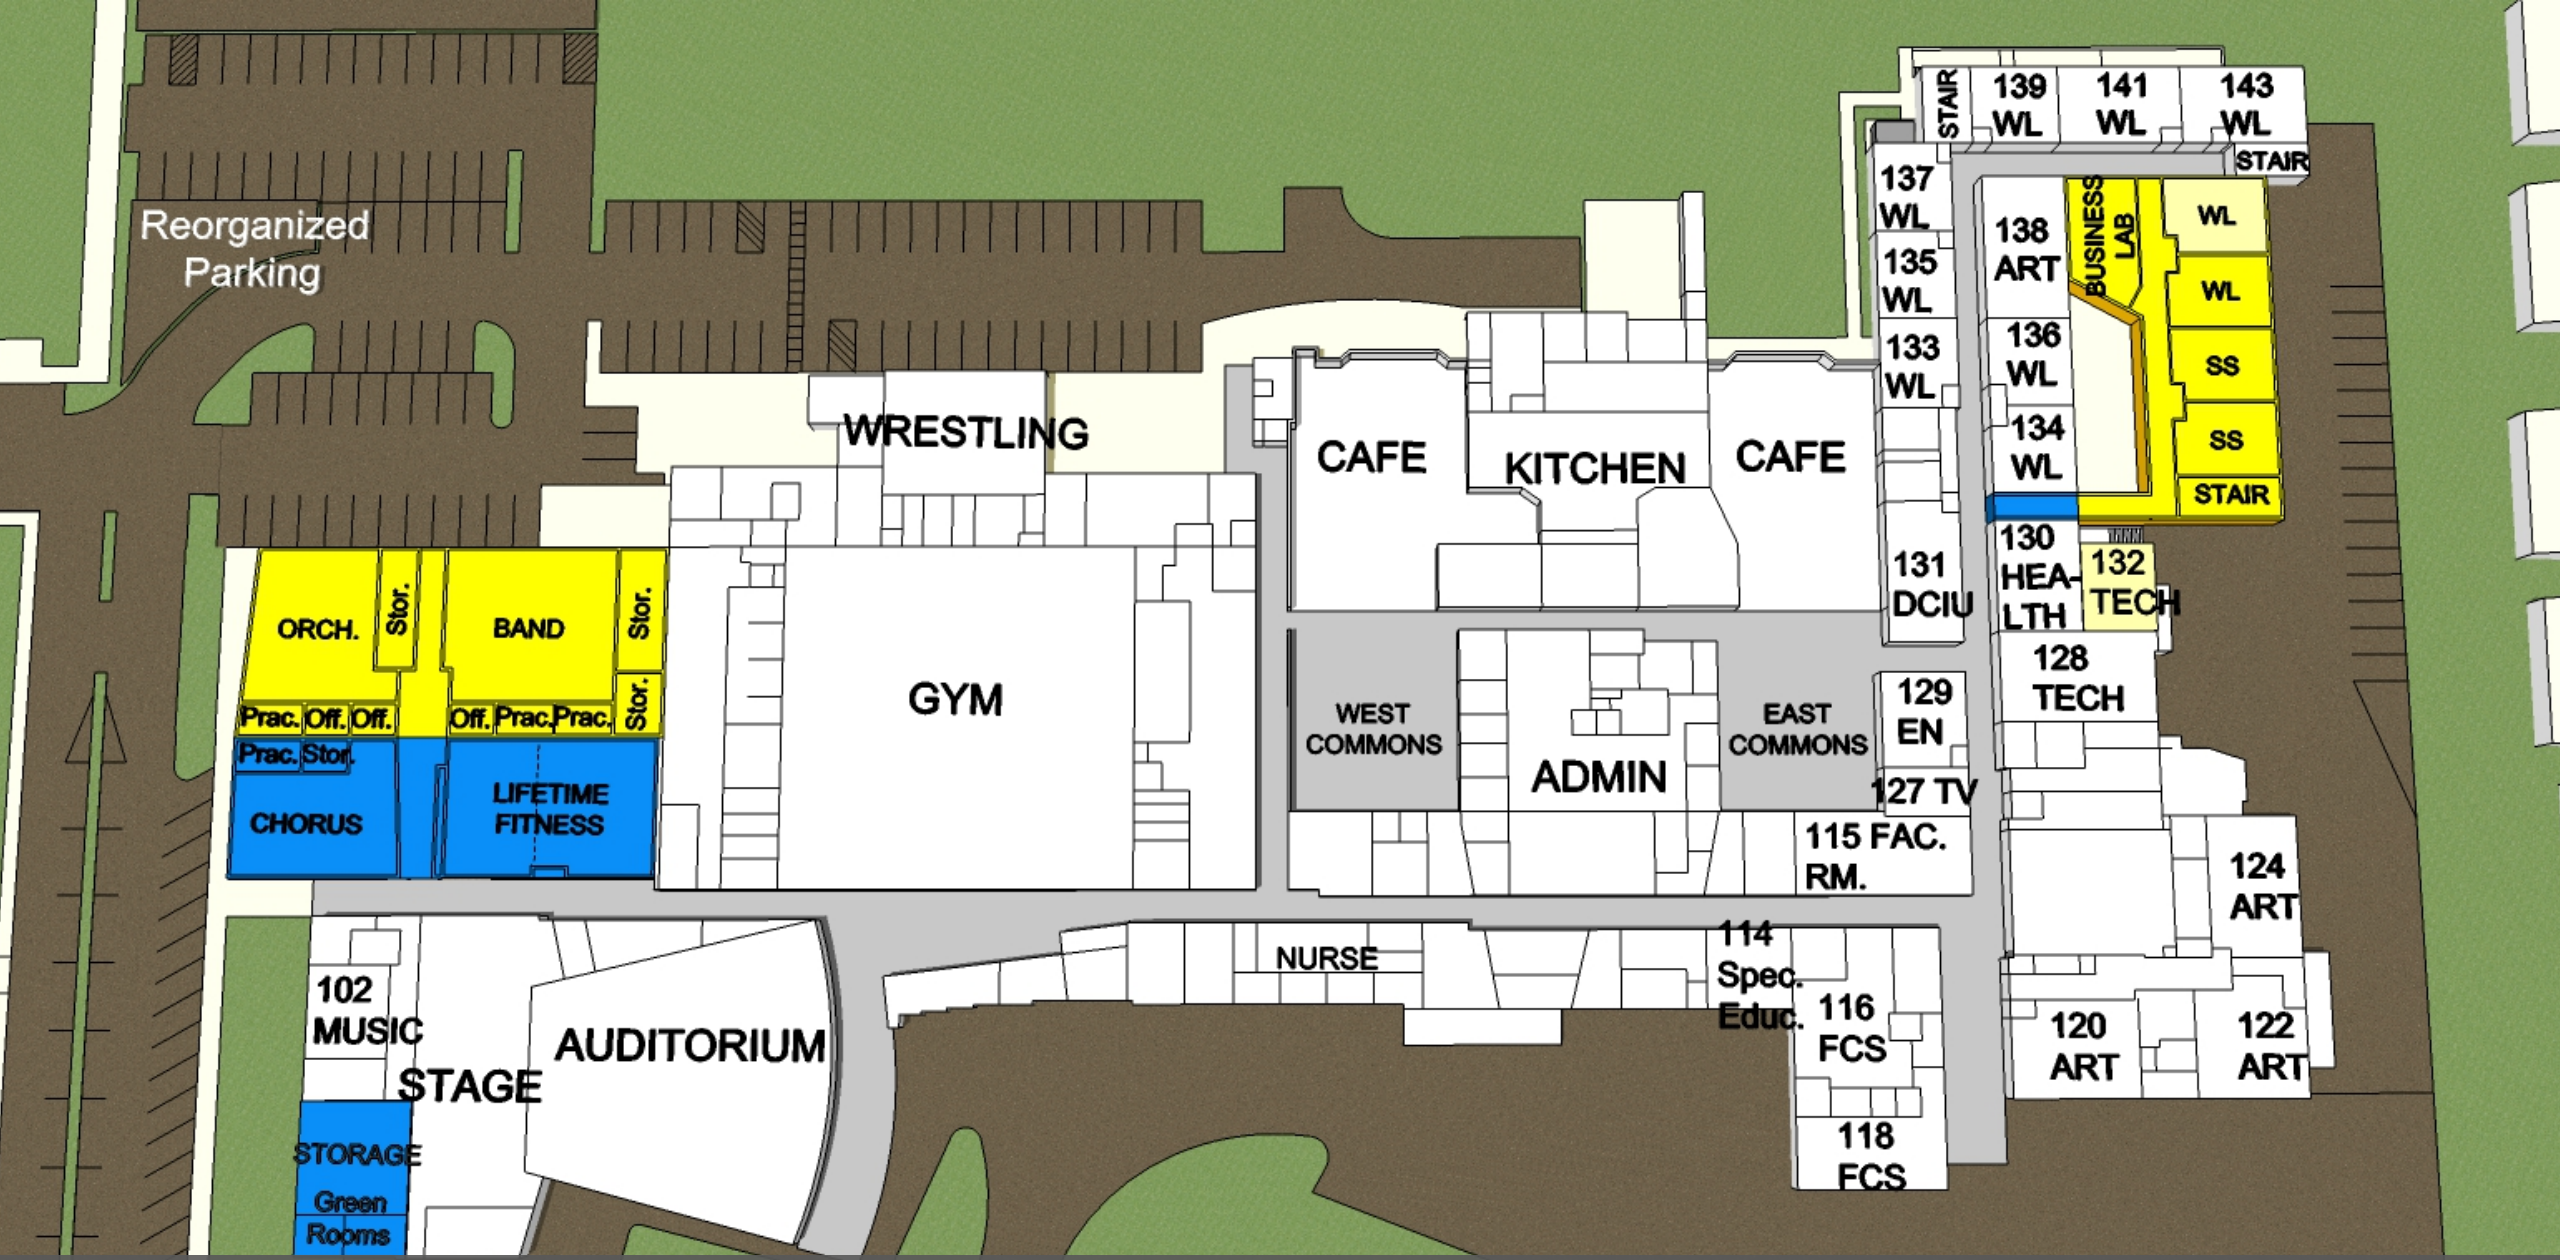 Reorganized
Parking
STAIR
139
WL
141
WL
143
WL
STAIR
137
WL
138
ART
BUSINESS
LAB
WL
135
WL
WL
133
WL
136
WL
SS
134
WL
SS
STAIR
WRESTLING
CAFE
KITCHEN
CAFE
131
DCIU
130
HEA-
LTH
132
TECH
128
TECH
ORCH.
Stor.
BAND
Stor.
Stor.
Prac.
Off.
Off.
Off.
Prac.
Prac.
Prac.
Stor.
CHORUS
LIFETIME
FITNESS
GYM
WEST
COMMONS
ADMIN
EAST
COMMONS
129
EN
127 TV
115 FAC.
RM.
124
ART
102
MUSIC
STAGE
AUDITORIUM
NURSE
114
Spec.
Educ.
116
FCS
118
FCS
120
ART
122
ART
STORAGE
Green
Rooms